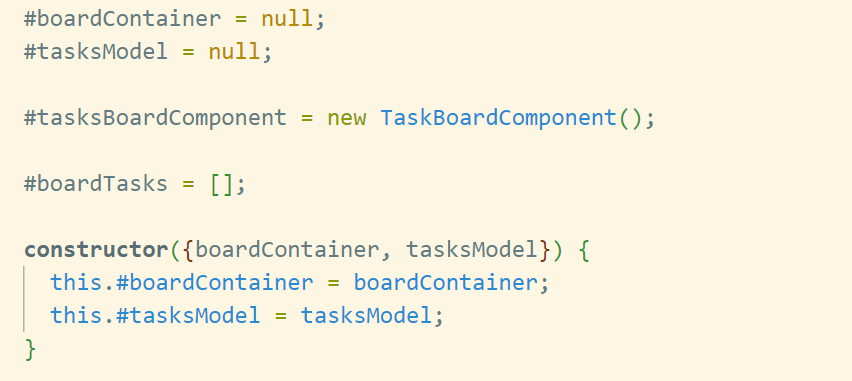 #boardContainer = null;
#tasksModel = null;
#tasksBoardComponent = new TaskBoardComponent();
#boardTasks = [];
constructor({boardContainer, tasksModel}) {
this.#boardContainer = boardContainer;
this.#tasksModel = tasksModel;
}